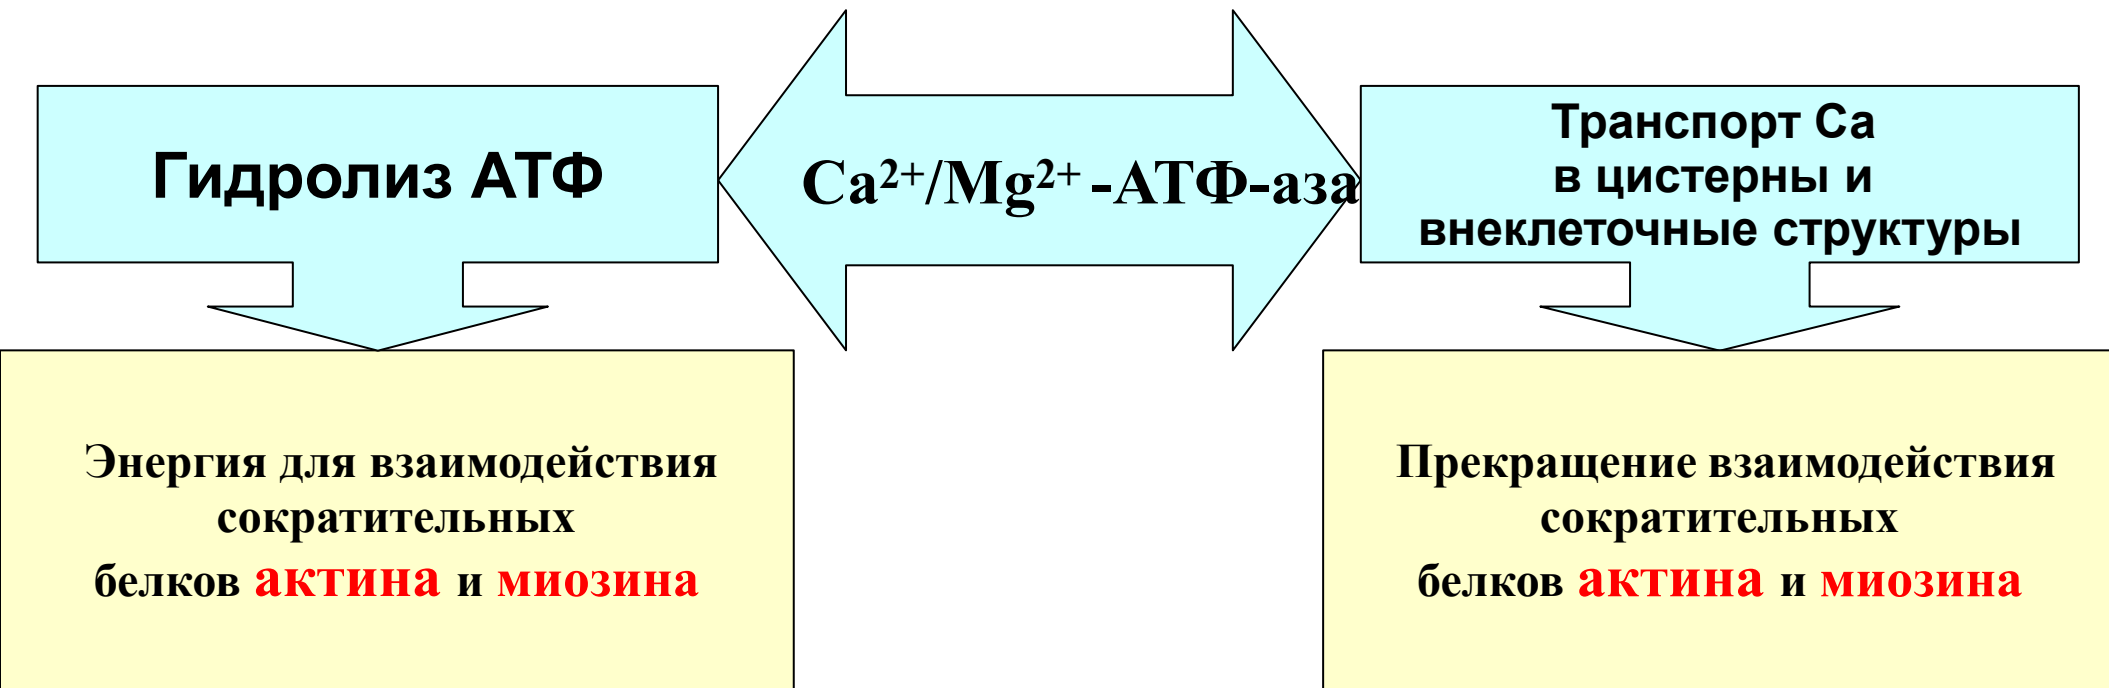 Гидролиз АТФ
Ca²⁺/Mg²⁺ -АТФ-аза
Транспорт Са
в цистерны и
внеклеточные структуры
Энергия для взаимодействия
сократительных
белков актина и миозина
Прекращение взаимодействия
сократительных
белков актина и миозина